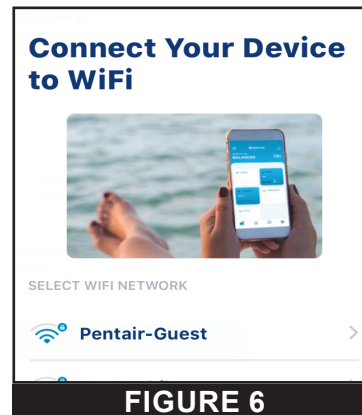 Connect Your Device
to WiFi
SELECT WIFI NETWORK
Pentair-Guest
FIGURE 6